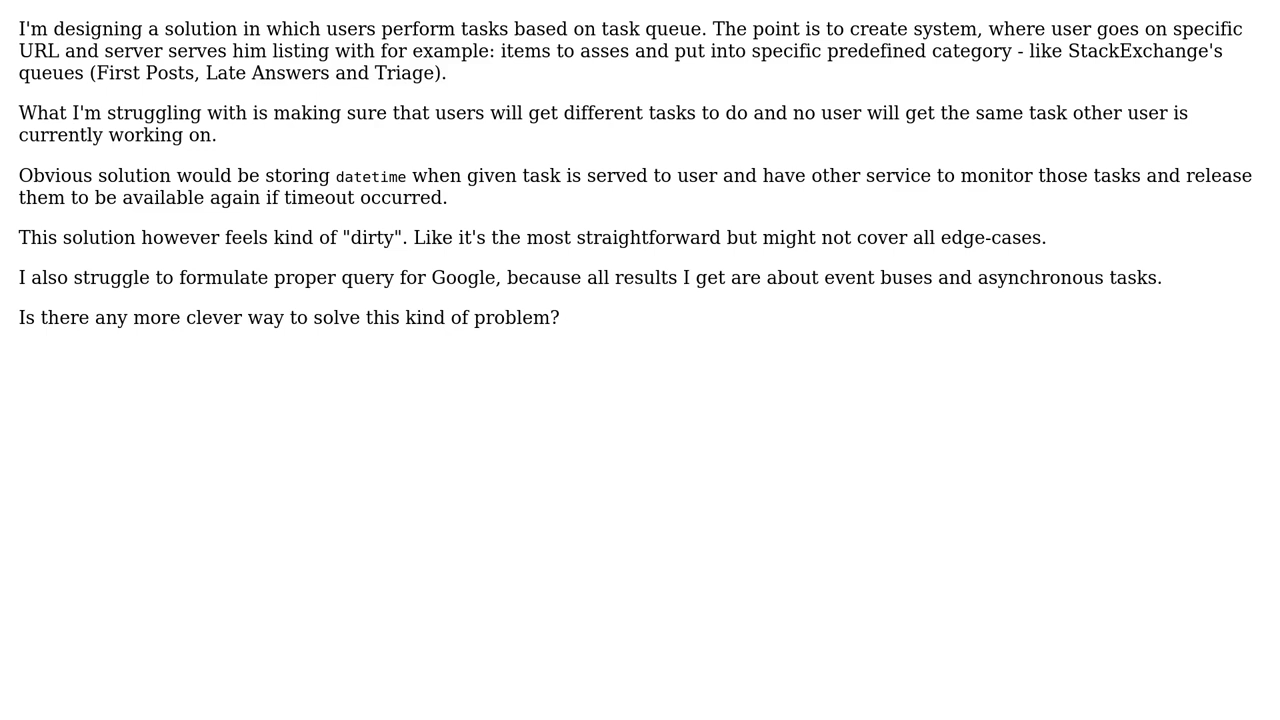 I'm designing a solution in which users perform tasks based on task queue. The point is to create system, where user goes on specific
URL and server serves him listing with for example: items to asses and put into specific predefined category - like StackExchange's
queues (First Posts, Late Answers and Triage).
What I'm struggling with is making sure that users will get different tasks to do and no user will get the same task other user is
currently working on.
Obvious solution would be storing datetime when given task is served to user and have other service to monitor those tasks and release
them to be available again if timeout occurred.
This solution however feels kind of "dirty". Like it's the most straightforward but might not cover all edge-cases.
I also struggle to formulate proper query for Google, because all results I get are about event buses and asynchronous tasks.
Is there any more clever way to solve this kind of problem?